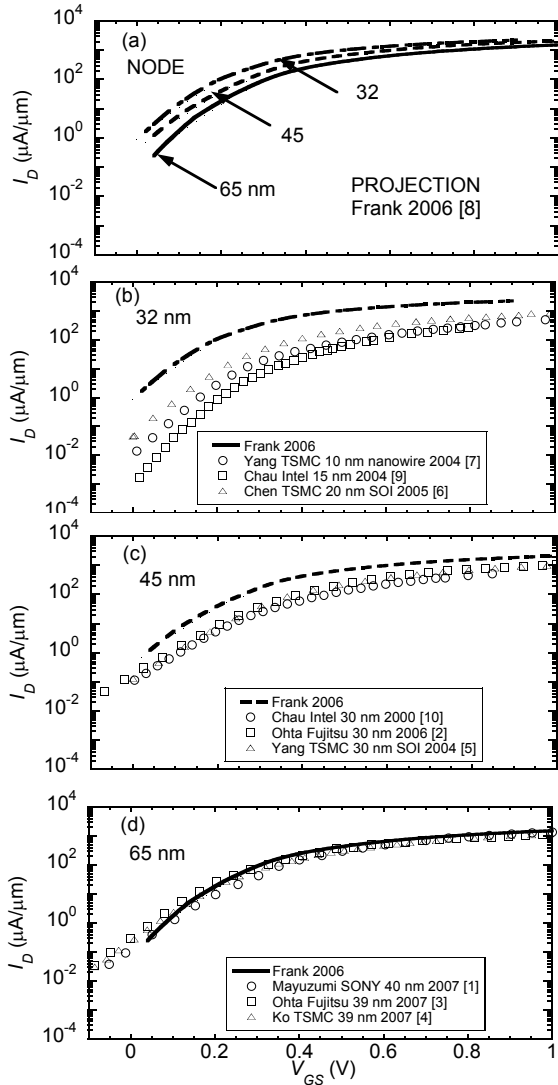 (a)
NODE
32
45
65 nm
PROJECTION
Frank 2006 [8]
I_D (μA/μm)
10^4
10^2
10^0
10^-2
10^-4
(b)
32 nm
I_D (μA/μm)
10^4
10^2
10^0
10^-2
10^-4
Frank 2006
Yang TSMC 10 nm nanowire 2004 [7]
Chau Intel 15 nm 2004 [9]
Chen TSMC 20 nm SOI 2005 [6]
(c)
45 nm
I_D (μA/μm)
10^4
10^2
10^0
10^-2
10^-4
Frank 2006
Chau Intel 30 nm 2000 [10]
Ohta Fujitsu 30 nm 2006 [2]
Yang TSMC 30 nm SOI 2004 [5]
(d)
65 nm
I_D (μA/μm)
10^4
10^2
10^0
10^-2
10^-4
Frank 2006
Mayuzumi SONY 40 nm 2007 [1]
Ohta Fujitsu 39 nm 2007 [3]
Ko TSMC 39 nm 2007 [4]
0 0.2 0.4 0.6 0.8 1
V_GS (V)